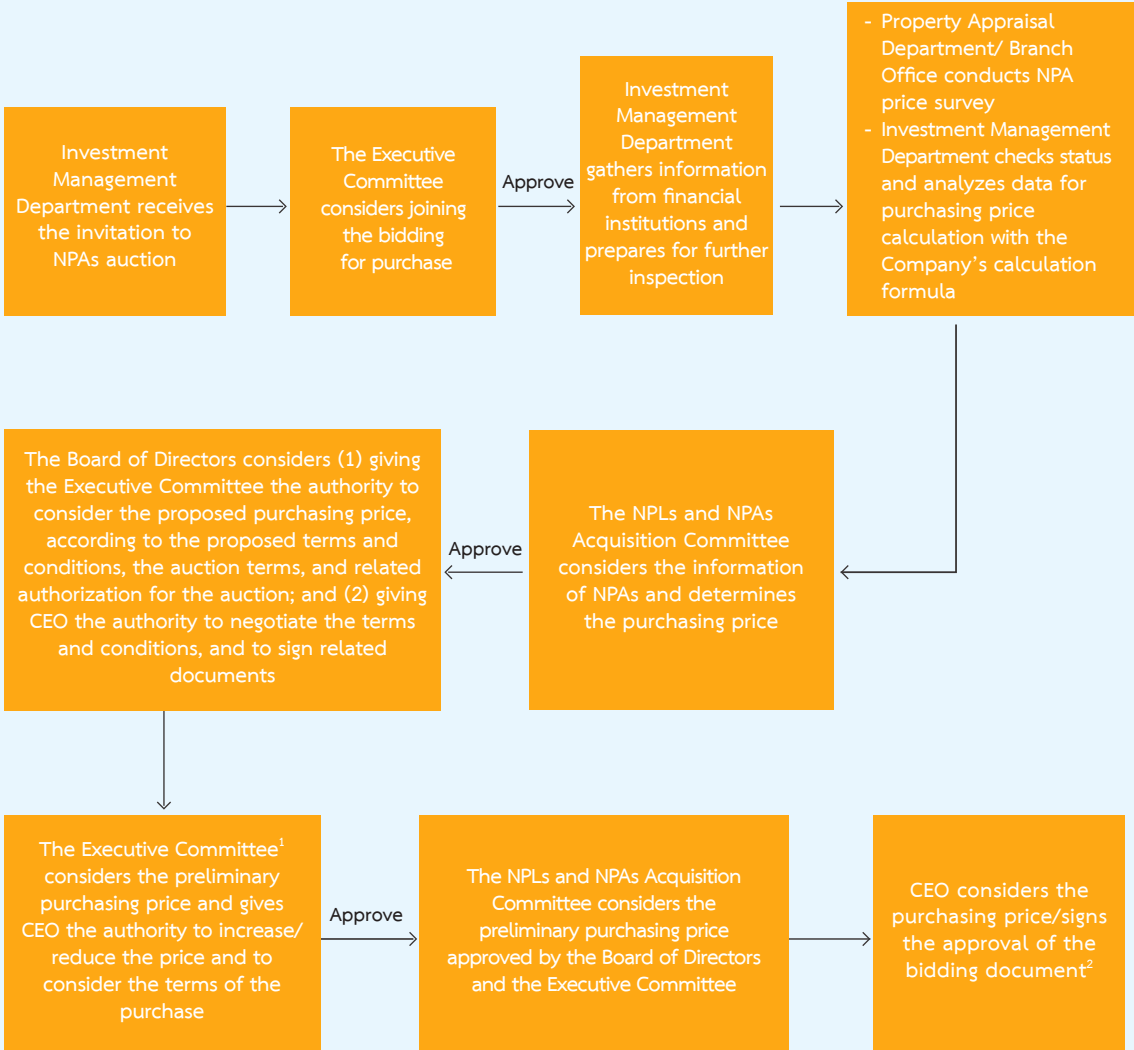 Investment
Management
Department receives
the invitation to
NPAs auction
The Executive
Committee
considers joining
the bidding
for purchase
Approve
Investment
Management
Department
gathers information
from financial
institutions and
prepares for further
inspection
- Property Appraisal
Department/ Branch
Office conducts NPA
price survey
- Investment Management
Department checks status
and analyzes data for
purchasing price
calculation with the
Company's calculation
formula
The NPLs and NPAs
Acquisition Committee
considers the information
of NPAs and determines
the purchasing price
Approve
The Board of Directors considers (1) giving
the Executive Committee the authority to
consider the proposed purchasing price,
according to the proposed terms and
conditions, the auction terms, and related
authorization for the auction; and (2) giving
CEO the authority to negotiate the terms
and conditions, and to sign related
documents
The Executive Committee¹
considers the preliminary
purchasing price and gives
CEO the authority to increase/
reduce the price and to
consider the terms of the
purchase
Approve
The NPLs and NPAs Acquisition
Committee considers the
preliminary purchasing price
approved by the Board of Directors
and the Executive Committee
CEO considers the
purchasing price/signs
the approval of the
bidding document²